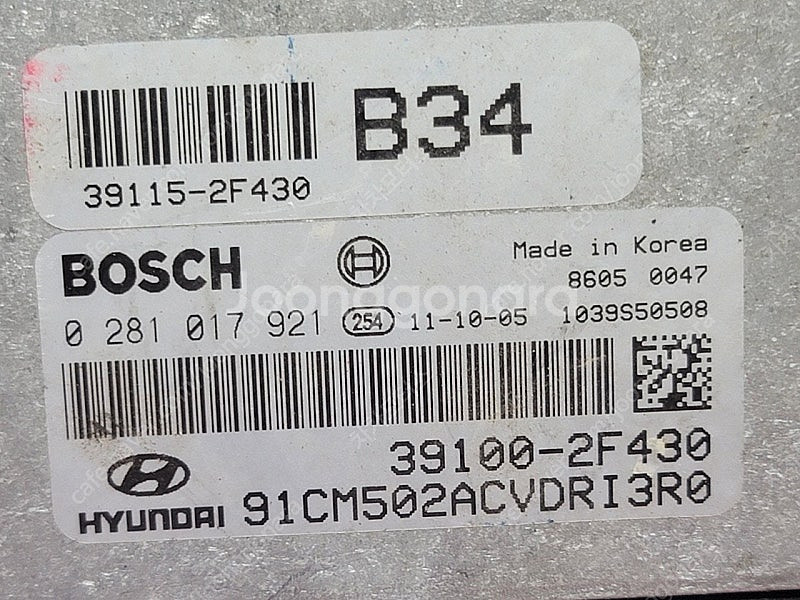 B34
39115-2F430
BOSCH
Made in Korea
8605 0047
0 281 017 921 254 11-10-05 1039S50508
39100-2F430
HYUNDAI 91CM502ACVDRI3R0
Joonggonara